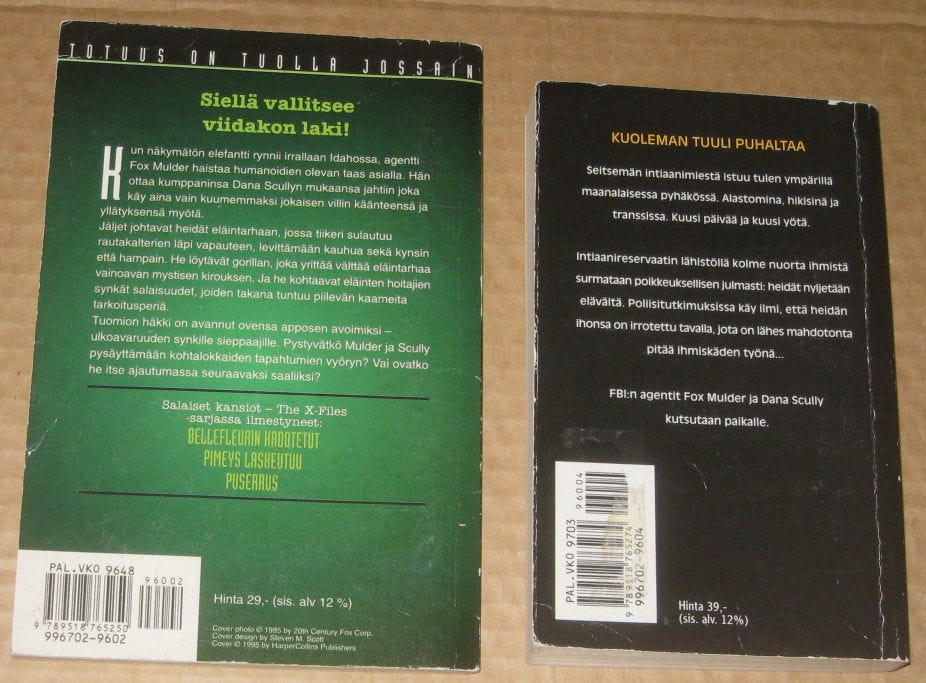 TOTUUS ON TUOLLA JOSSAIN
Siellä vallitsee
viidakon laki!
Kun näkymätön elefantti rynnii irrallaan Idahossa, agentti
Fox Mulder haistaa humanoidien olevan taas asialla. Hän
ottaa kumppaninsa Dana Scullyn mukaansa jahtiin joka
käy aina vain kuumemmaksi jokaisen villin käänteensä ja
yllätyksensä myötä.
Jäljet johtavat heidät eläintarhaan, jossa tiikeri sulautuu
rautakalterien läpi vapauteen, levittämään kauhua sekä kynsin
että hampain. He löytävät gorillan, joka yrittää välttää eläintarhaa
vainoavan mystisen kirouksen. Ja he kohtaavat eläinten hoitajien
synkät salaisuudet, joiden takana tuntuu piilevän kaameita
tarkoitusperiä.
Tuomion häkki on avannut ovensa apposen avoimiksi –
ulkoavaruuden synkille sieppaajille. Pystyvätkö Mulder ja Scully
pysäyttämään kohtalokkaiden tapahtumien vyöryn? Vai ovatko
he itse ajautumassa seuraavaksi saaliiksi?
Salaiset kansiot – The X-Files
-sarjassa ilmestyneet:
BELLEFLEURIN KADOTETUT
PIMEYS LASKEUTUU
PUSERRUS
PAL.VKO 9648
96002
9 789518 765250
996702-9602
Hinta 29,- (sis. alv 12 %)
Cover photo © 1995 by 20th Century Fox Corp.
Cover design by Steven M. Scott
Cover © 1995 by HarperCollins Publishers
KUOLEMAN TUULI PUHALTAA
Seitsemän intiaanimiestä istuu tulen ympärillä
maanalaisessa pyhäkössä. Alastomina, hikisinä ja
transsissa. Kuusi päivää ja kuusi yötä.
Intiaanireservaatin lähistöllä kolme nuorta ihmistä
surmataan poikkeuksellisen julmasti: heidät nyljetään
elävältä. Poliisitutkimuksissa käy ilmi, että heidän
ihonsa on irrotettu tavalla, jota on lähes mahdotonta
pitää ihmiskäden työnä...
FBI:n agentit Fox Mulder ja Dana Scully
kutsutaan paikalle.
PAL.VKO 9703
96004
9 789518 765274
996702-9604
Hinta 39,-
(sis. alv. 12%)